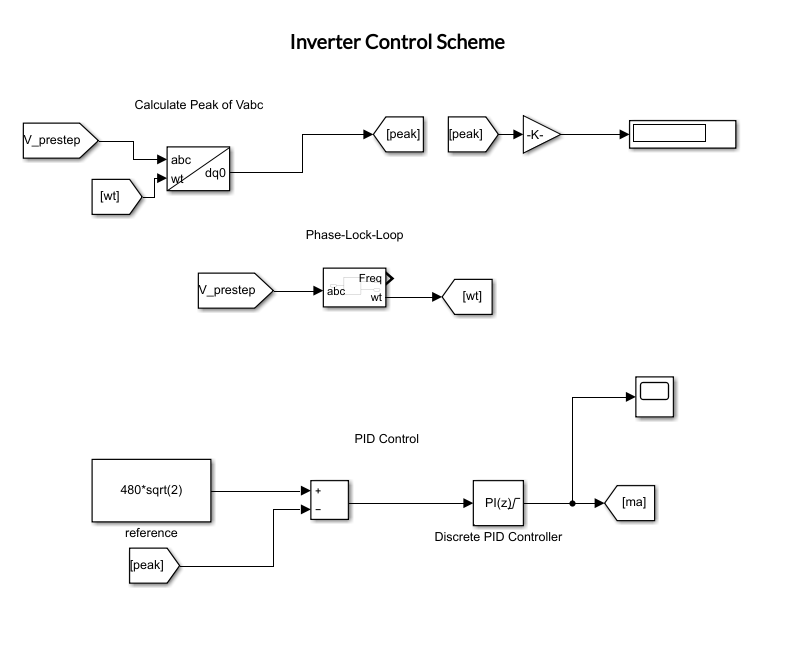 Inverter Control Scheme
Calculate Peak of Vabc
V_prestep
[wt]
abc
wt
dq0
[peak]
[peak]
-K-
Phase-Lock-Loop
V_prestep
abc
Freq
wt
[wt]
PID Control
480*sqrt(2)
reference
[peak]
+
−
PI(z)
Discrete PID Controller
[ma]